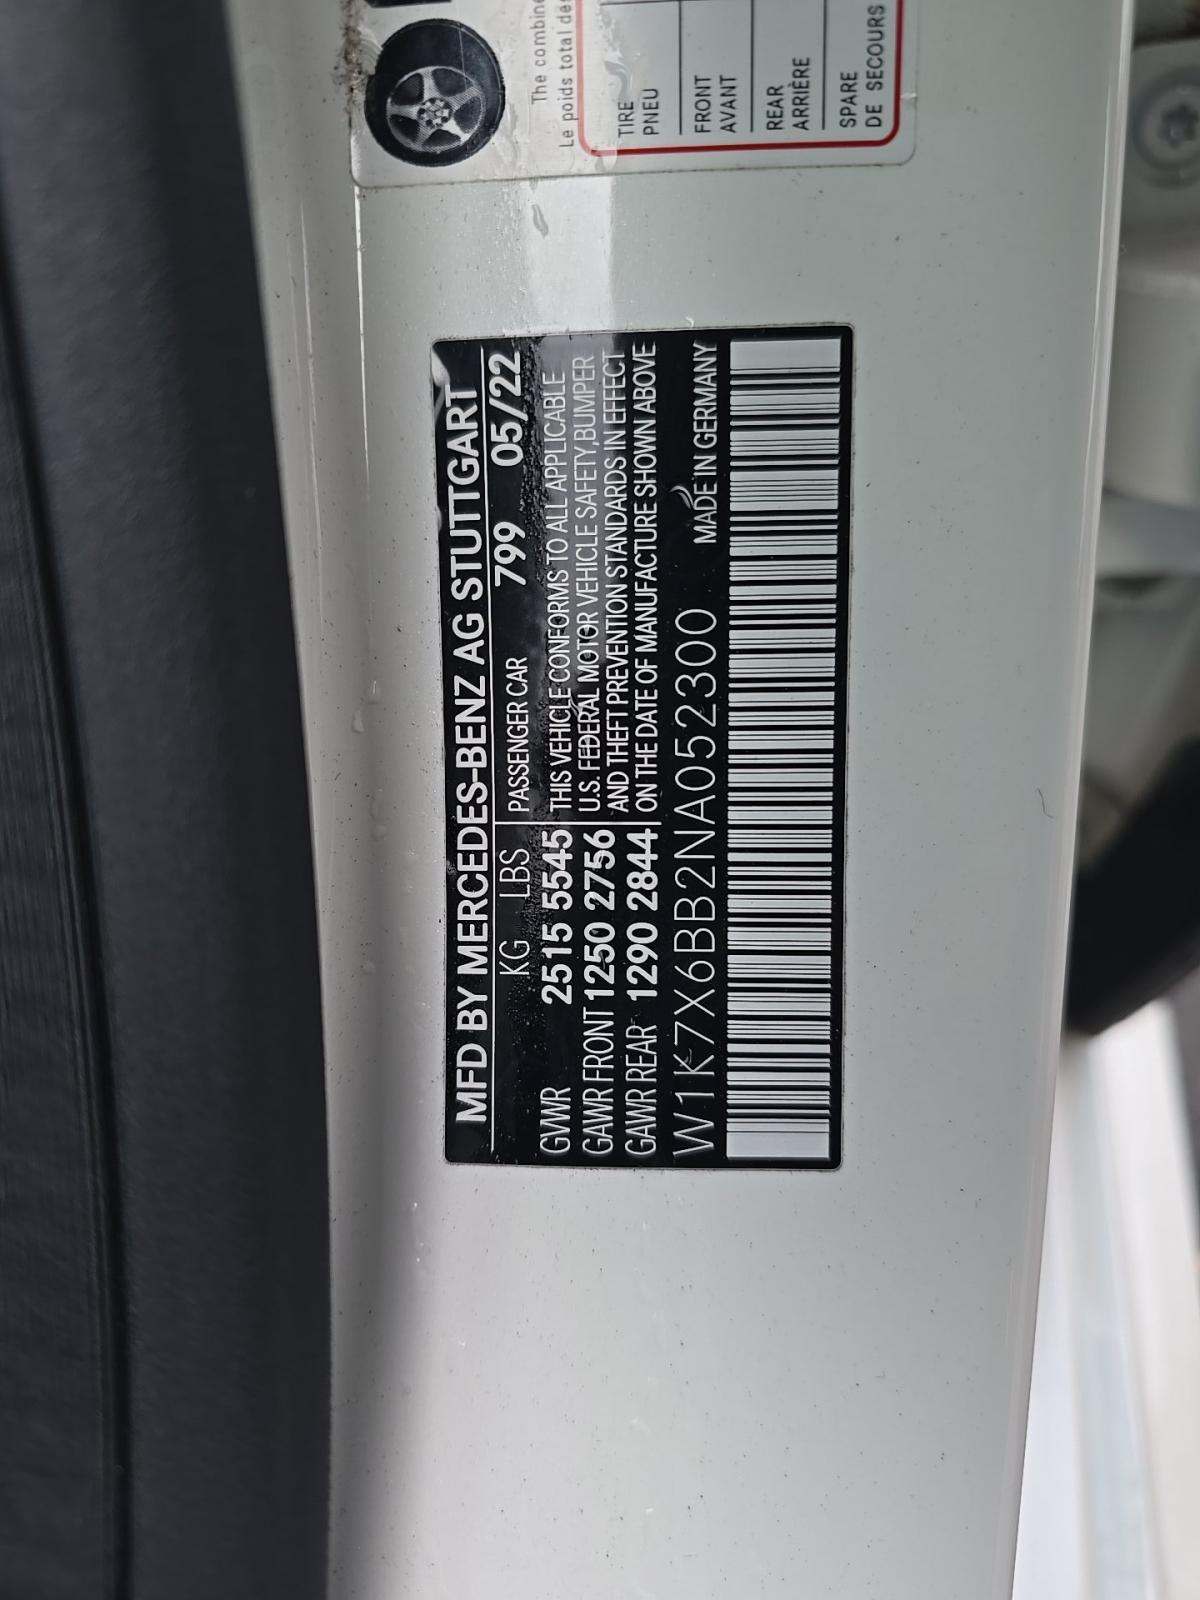 The combine
Le poids total des
TIRE
PNEU
FRONT
AVANT
REAR
ARRIÈRE
SPARE
DE SECOURS
MFD BY MERCEDES-BENZ AG STUTTGART
KG LBS PASSENGER CAR 799 05/22
GVWR 2515 5545 THIS VEHICLE CONFORMS TO ALL APPLICABLE
GAWR FRONT 1250 2756 U.S. FEDERAL MOTOR VEHICLE SAFETY,BUMPER
GAWR REAR 1290 2844 AND THEFT PREVENTION STANDARDS IN EFFECT
ON THE DATE OF MANUFACTURE SHOWN ABOVE
W1K7X6BB2NA052300 MADE IN GERMANY